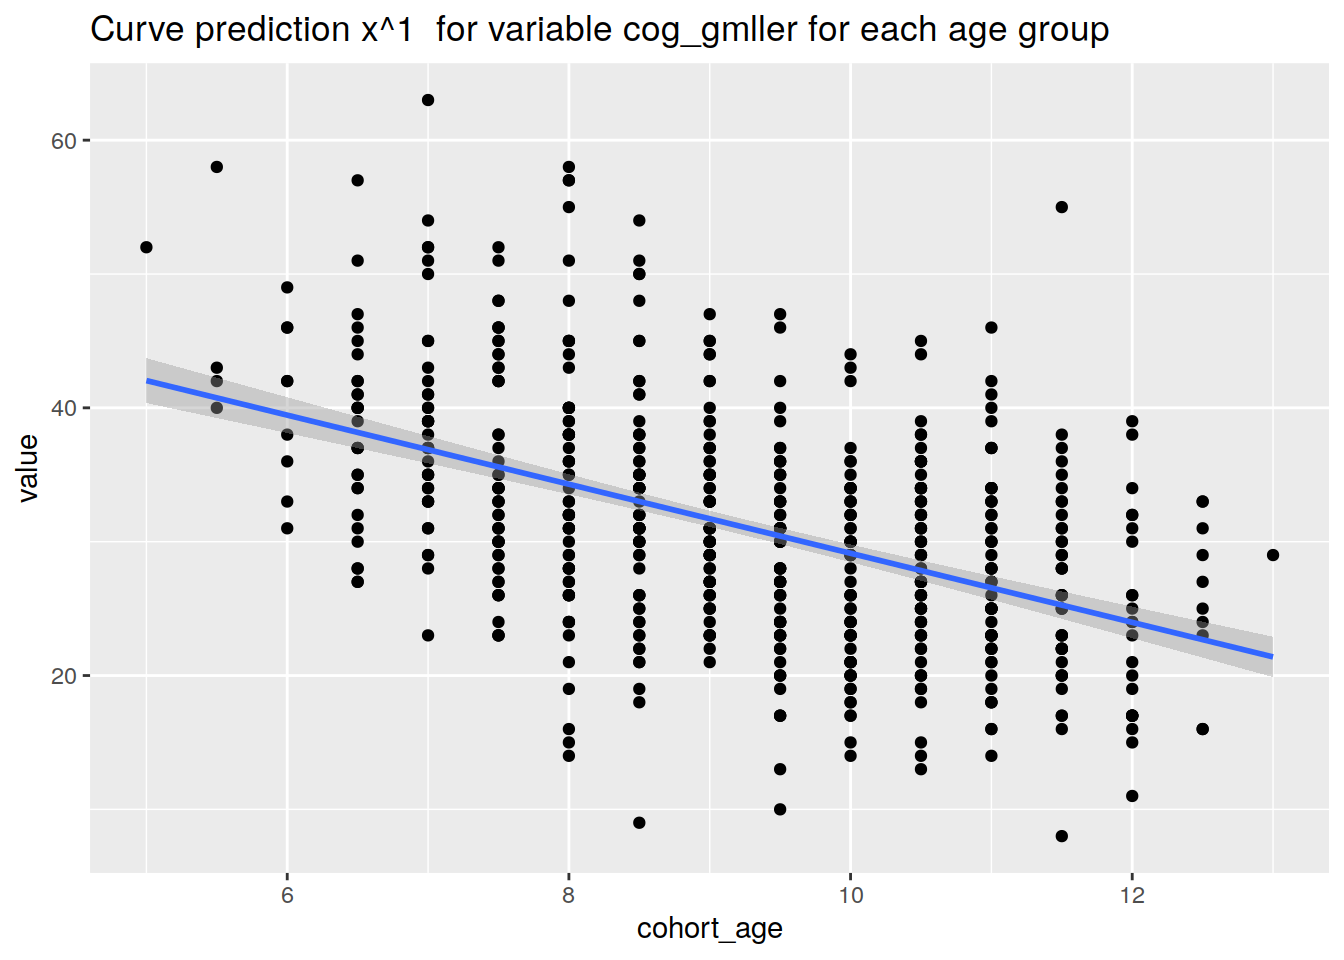 Curve prediction x^1  for variable cog_gmller for each age group
60
40
20
value
6 8 10 12
cohort_age